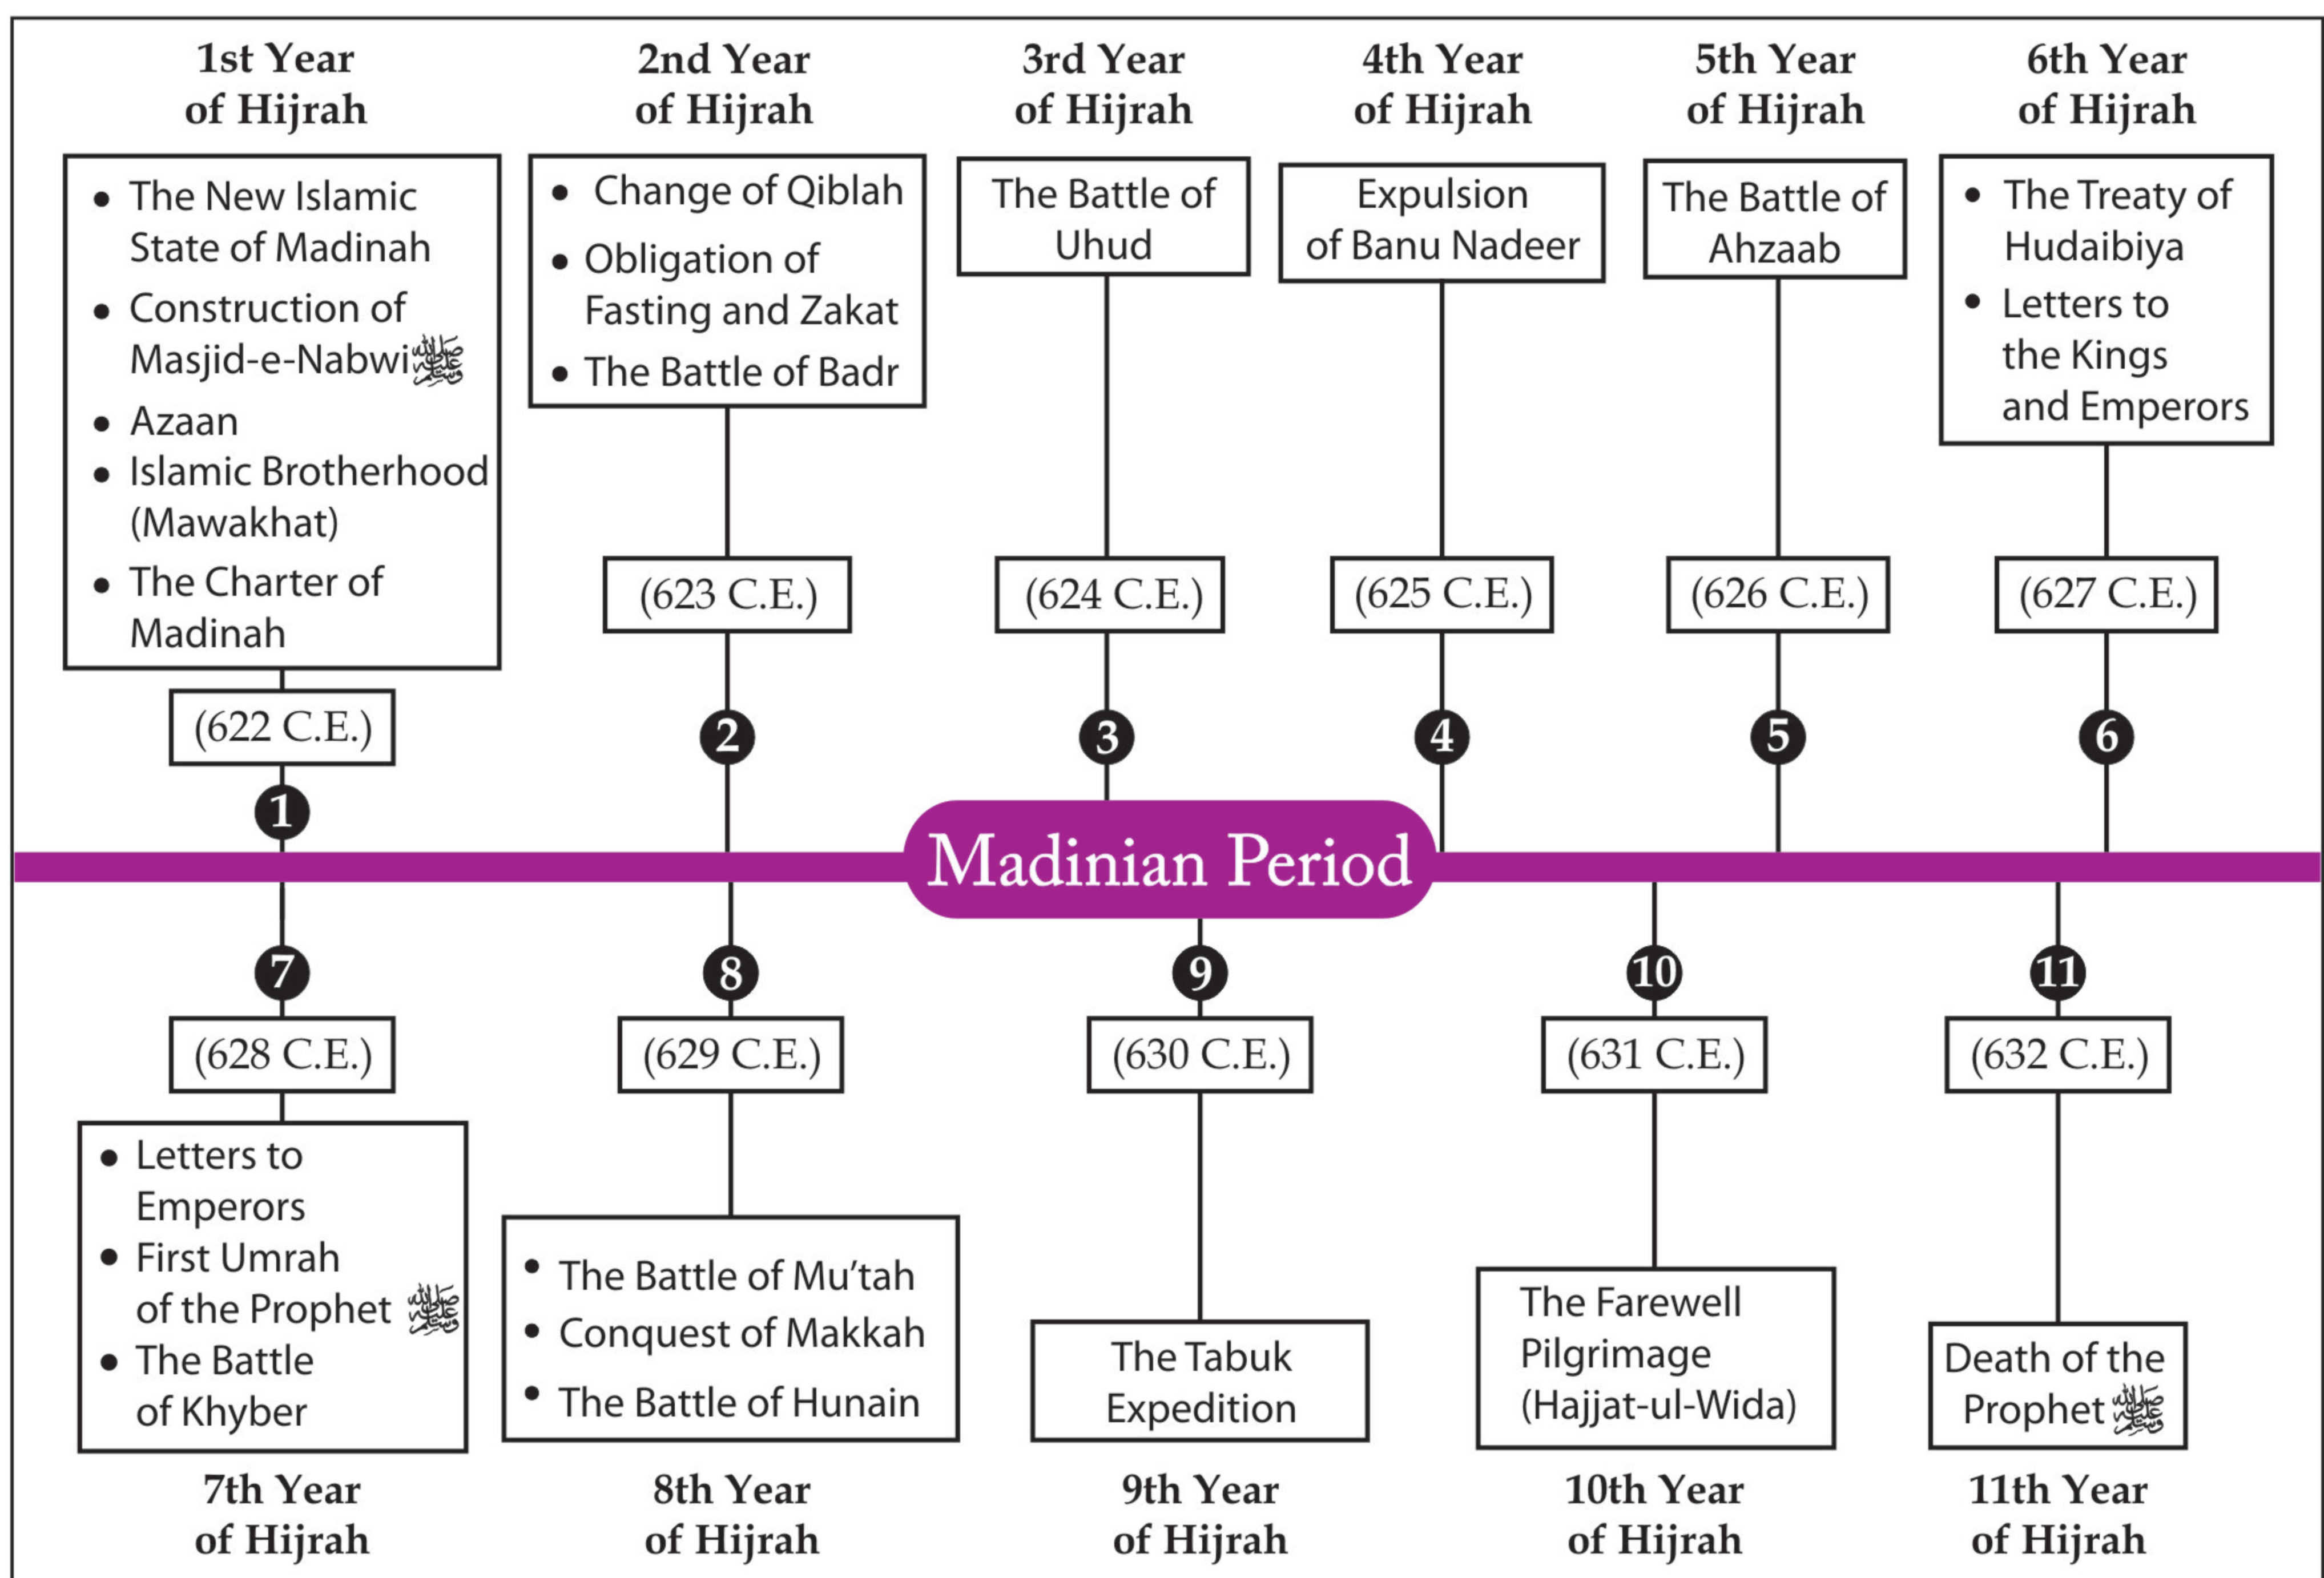 1st Year
of Hijrah
• The New Islamic
State of Madinah
• Construction of
Masjid-e-Nabwi ﷺ
• Azaan
• Islamic Brotherhood
(Mawakhat)
• The Charter of
Madinah
(622 C.E.)
1
2nd Year
of Hijrah
• Change of Qiblah
• Obligation of
Fasting and Zakat
• The Battle of Badr
(623 C.E.)
2
3rd Year
of Hijrah
The Battle of
Uhud
(624 C.E.)
3
4th Year
of Hijrah
Expulsion
of Banu Nadeer
(625 C.E.)
4
5th Year
of Hijrah
The Battle of
Ahzaab
(626 C.E.)
5
6th Year
of Hijrah
• The Treaty of
Hudaibiya
• Letters to
the Kings
and Emperors
(627 C.E.)
6
Madinian Period
7
(628 C.E.)
• Letters to
Emperors
• First Umrah
of the Prophet ﷺ
• The Battle
of Khyber
7th Year
of Hijrah
8
(629 C.E.)
• The Battle of Mu’tah
• Conquest of Makkah
• The Battle of Hunain
8th Year
of Hijrah
9
(630 C.E.)
The Tabuk
Expedition
9th Year
of Hijrah
10
(631 C.E.)
The Farewell
Pilgrimage
(Hajjat-ul-Wida)
10th Year
of Hijrah
11
(632 C.E.)
Death of the
Prophet ﷺ
11th Year
of Hijrah